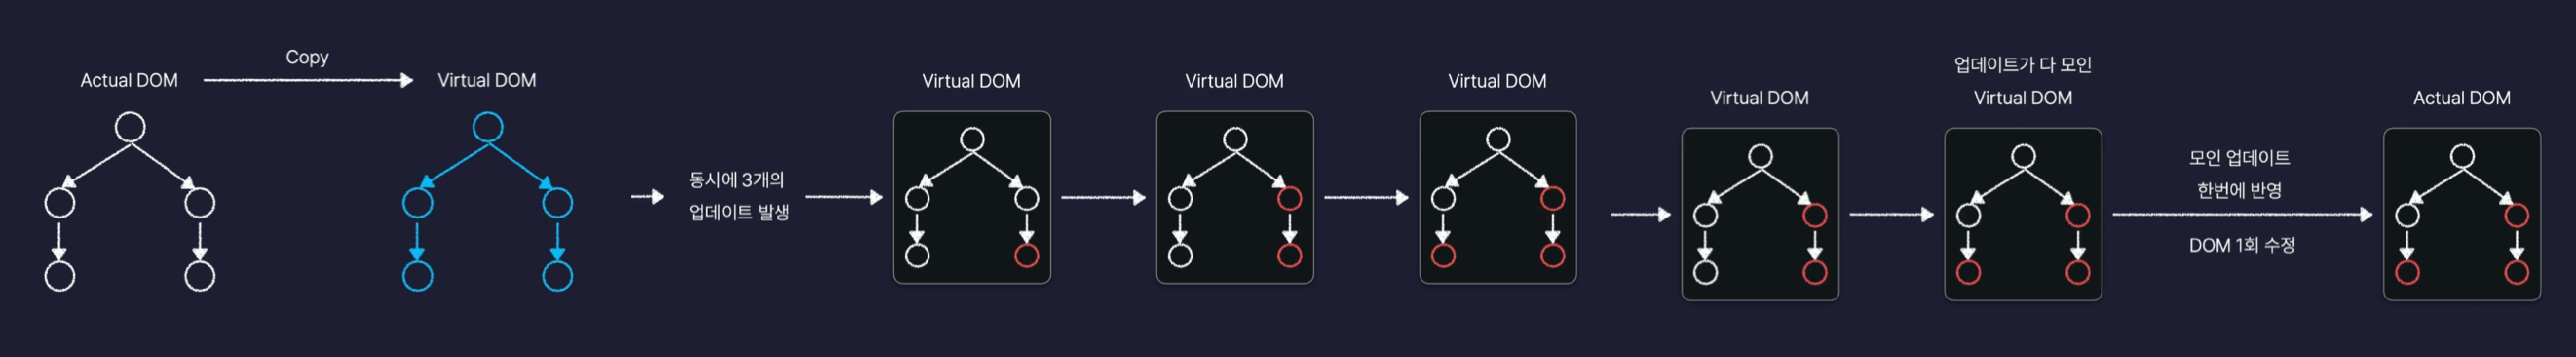 Actual DOM
Copy
Virtual DOM
동시에 3개의
업데이트 발생
Virtual DOM
Virtual DOM
Virtual DOM
Virtual DOM
업데이트가 다 모인
Virtual DOM
모인 업데이트
한번에 반영
DOM 1회 수정
Actual DOM